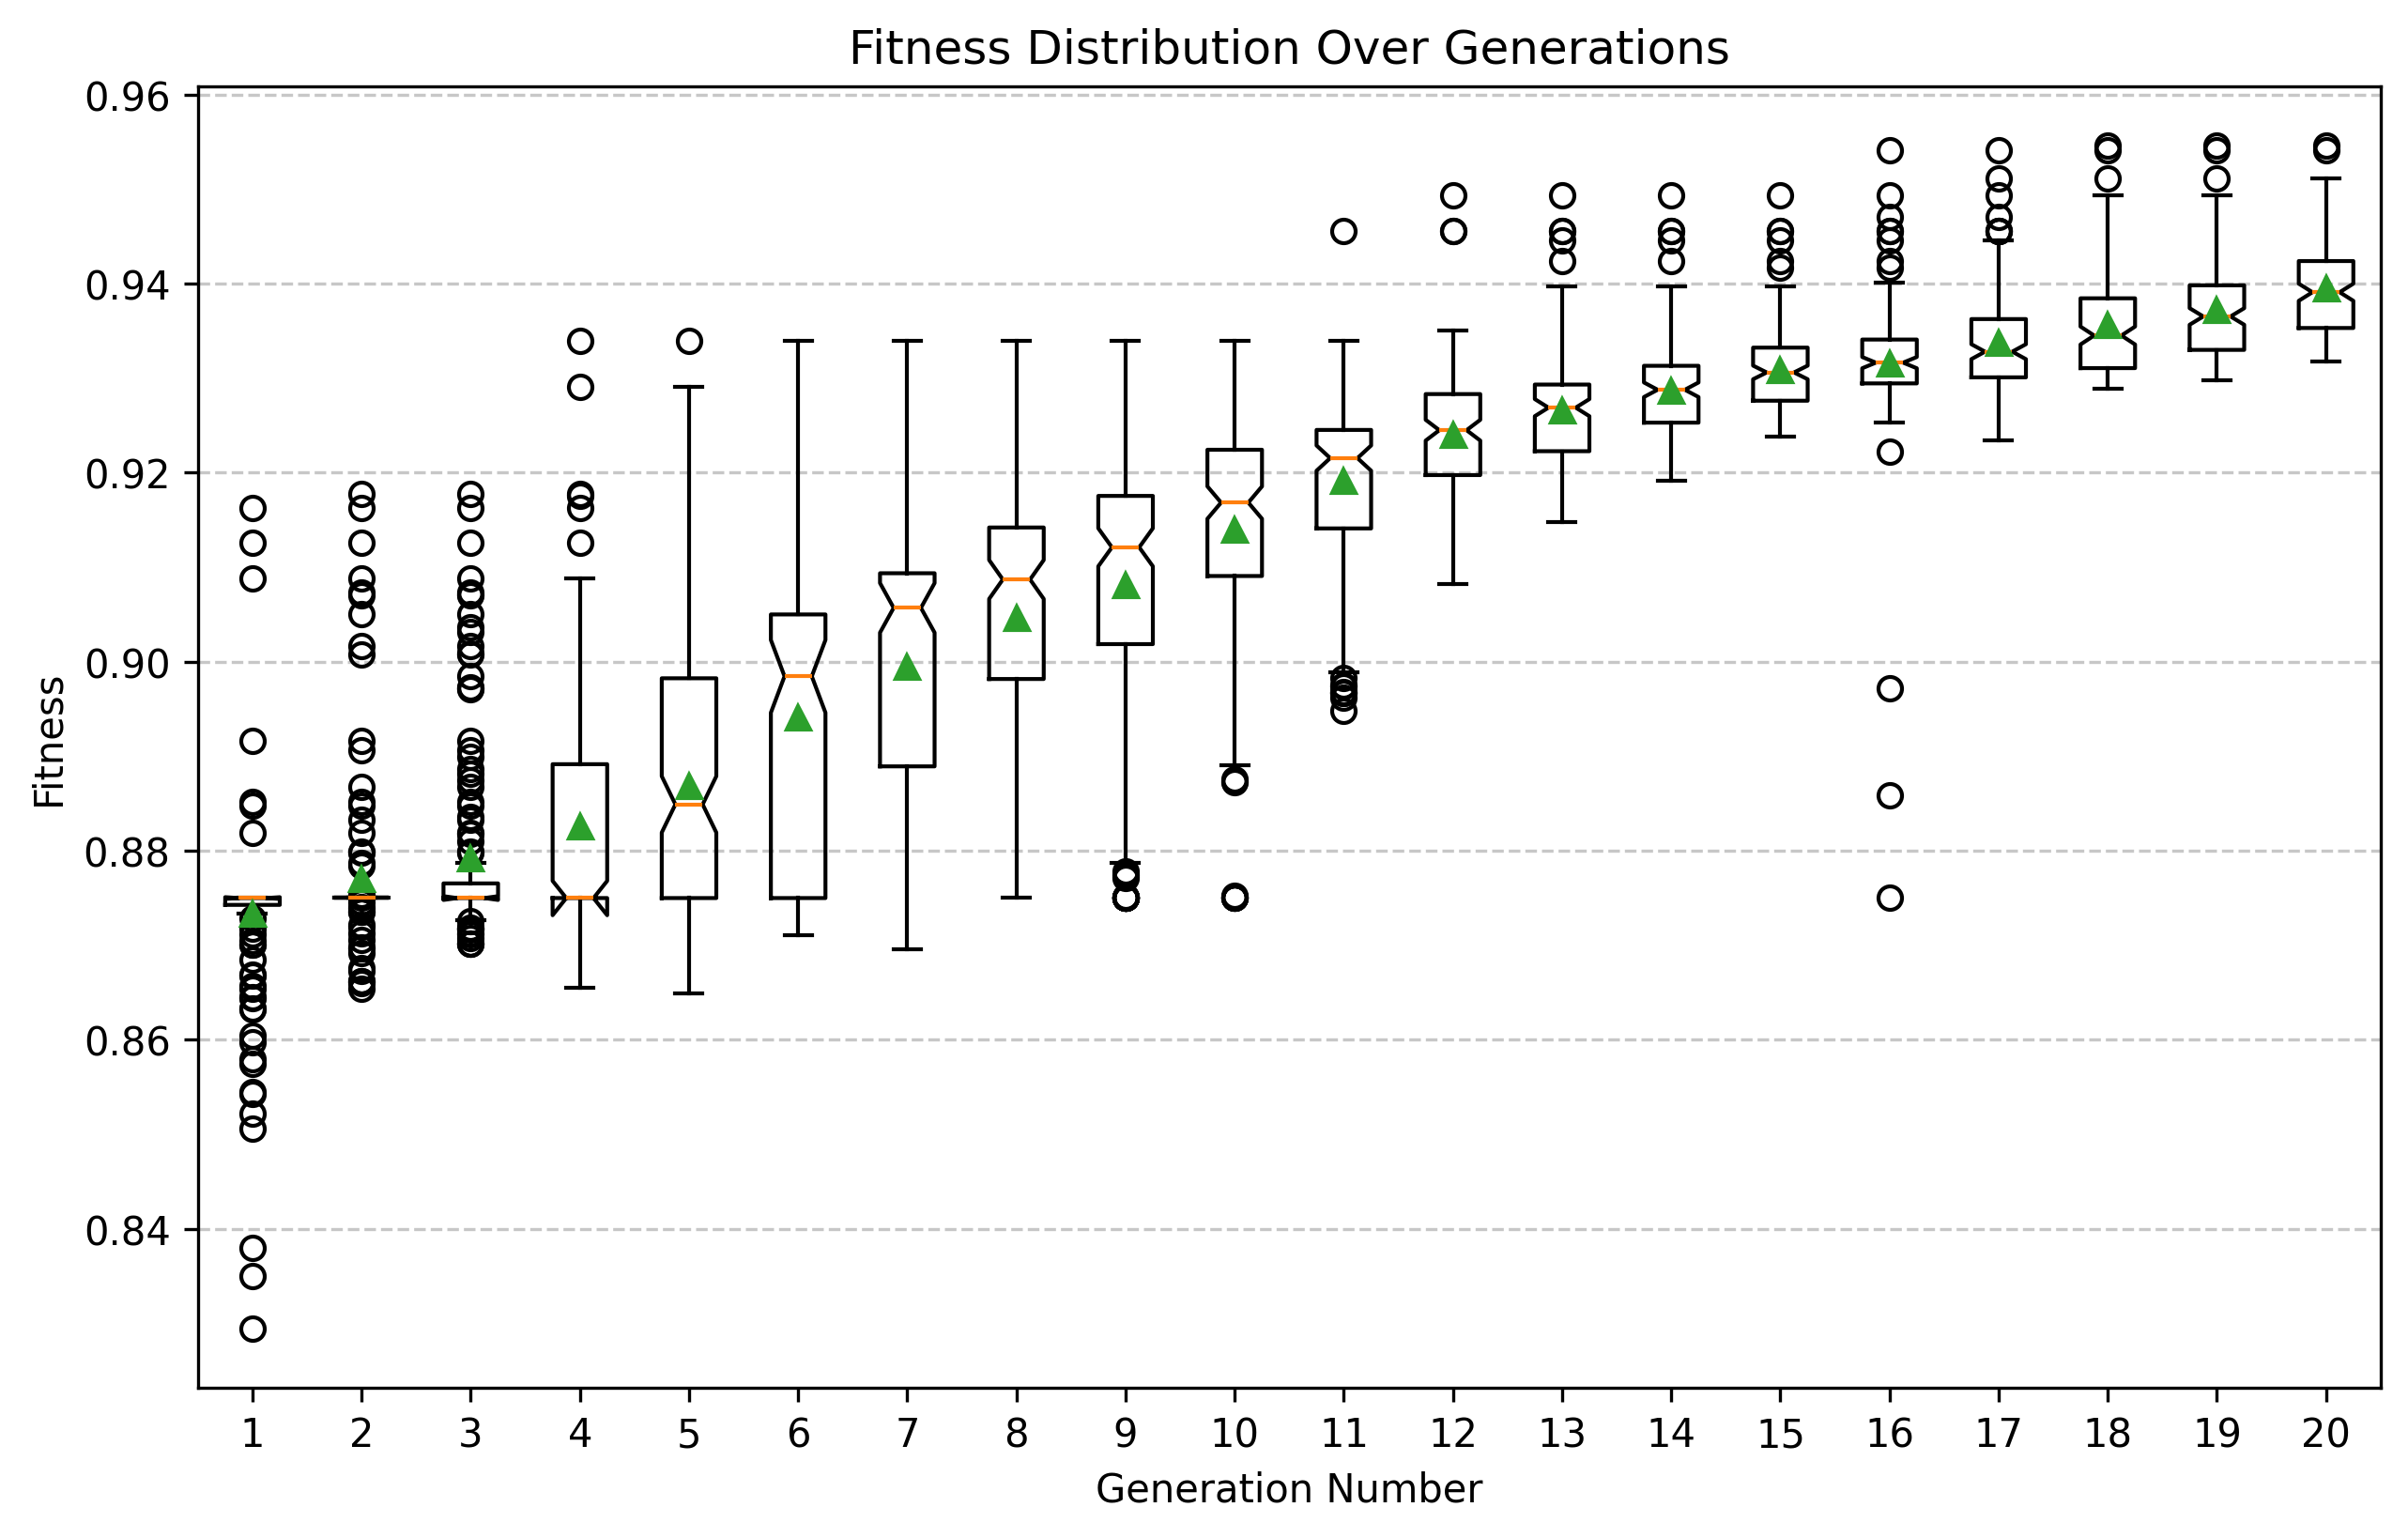 Fitness Distribution Over Generations
0.96
0.94
0.92
0.90
0.88
0.86
0.84
Fitness
1 2 3 4 5 6 7 8 9 10 11 12 13 14 15 16 17 18 19 20
Generation Number